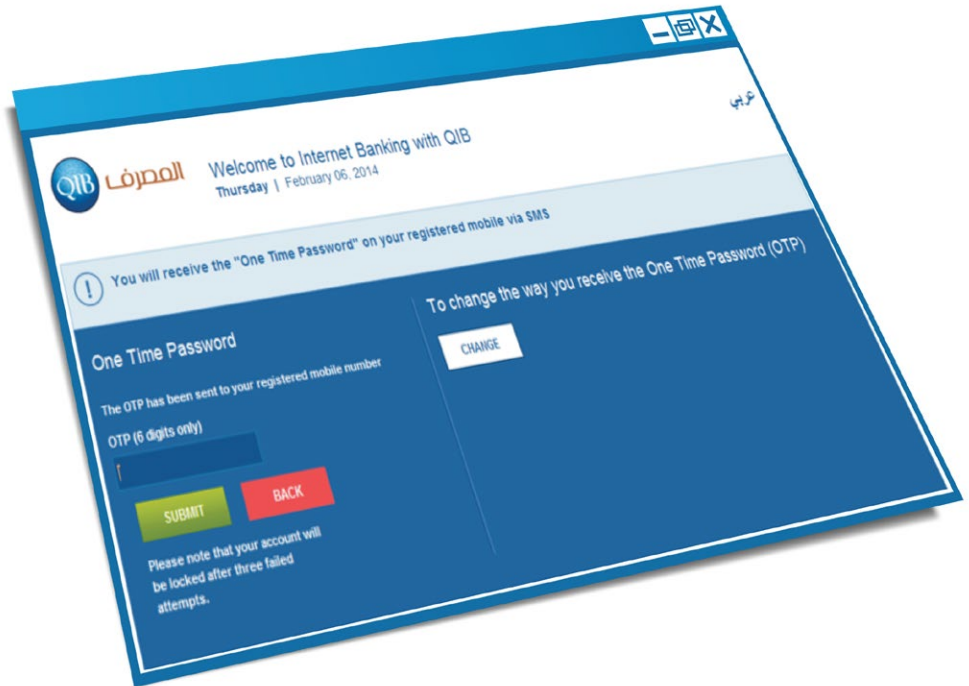 عربي
QIB المصرف
Welcome to Internet Banking with QIB
Thursday | February 06, 2014
! You will receive the "One Time Password" on your registered mobile via SMS
One Time Password
The OTP has been sent to your registered mobile number
OTP (6 digits only)
SUBMIT BACK
Please note that your account will
be locked after three failed
attempts.
To change the way you receive the One Time Password (OTP)
CHANGE